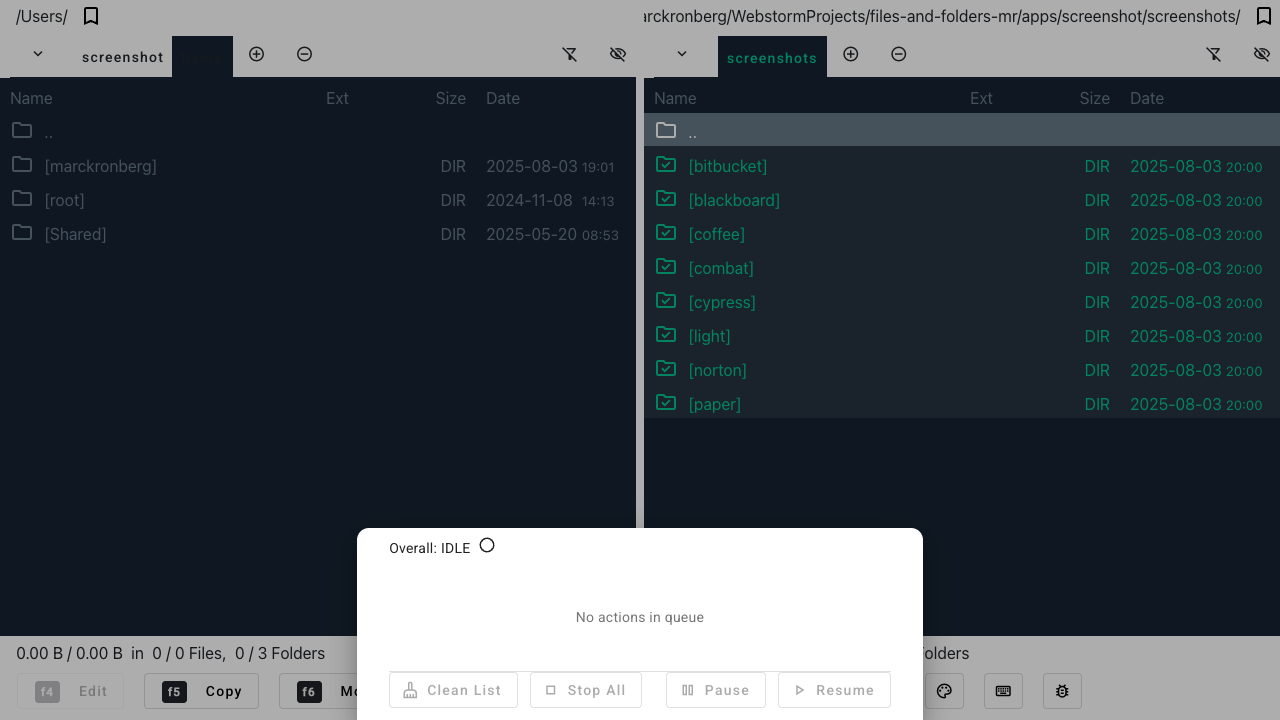 /Users/
screenshot
Name Ext Size Date
..
[marckronberg] DIR 2025-08-03 19:01
[root] DIR 2024-11-08 14:13
[Shared] DIR 2025-05-20 08:53
0.00 B / 0.00 B in 0 / 0 Files, 0 / 3 Folders
f4 Edit f5 Copy f6
rckronberg/WebstormProjects/files-and-folders-mr/apps/screenshot/screenshots/
screenshots
Name Ext Size Date
..
[bitbucket] DIR 2025-08-03 20:00
[blackboard] DIR 2025-08-03 20:00
[coffee] DIR 2025-08-03 20:00
[combat] DIR 2025-08-03 20:00
[cypress] DIR 2025-08-03 20:00
[light] DIR 2025-08-03 20:00
[norton] DIR 2025-08-03 20:00
[paper] DIR 2025-08-03 20:00
olders
Overall: IDLE
No actions in queue
Clean List Stop All Pause Resume